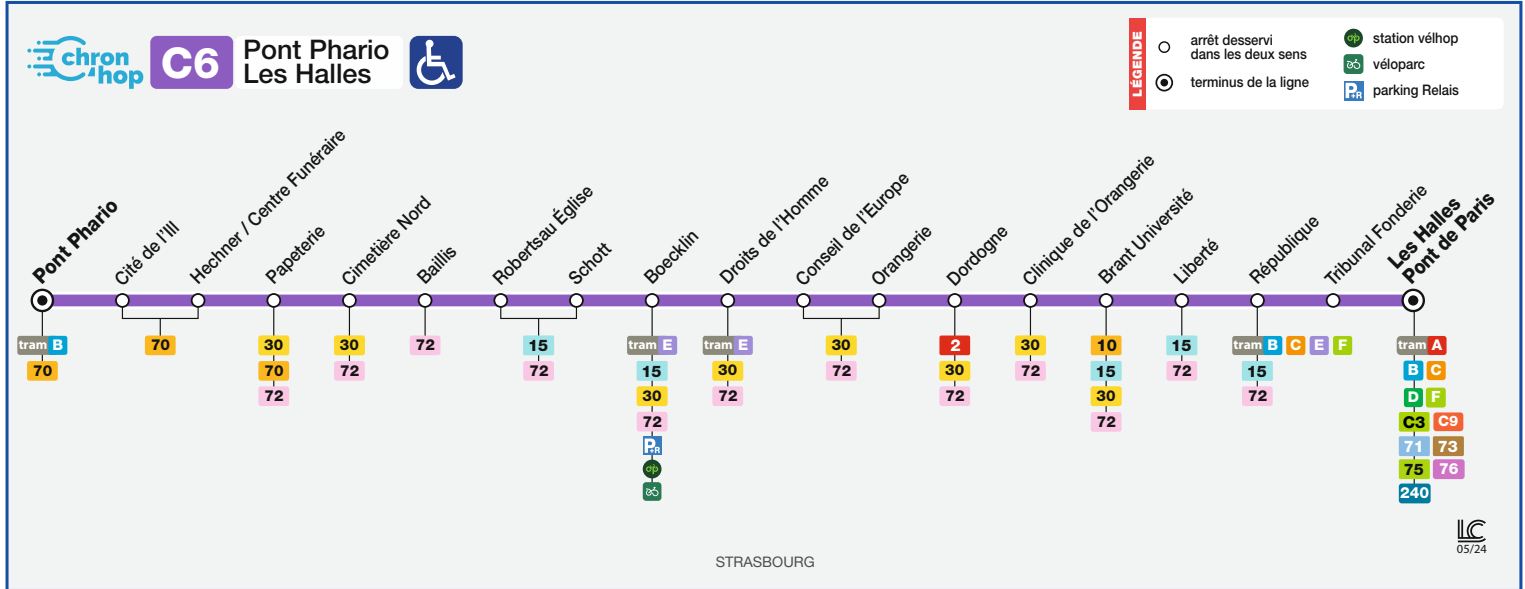 chron
hop
C6
Pont Phario
Les Halles
LÉGENDE
arrêt desservi
dans les deux sens
terminus de la ligne
station vélhop
véloparc
P+R
parking Relais
Pont Phario
Cité de l'Ill
Hechner / Centre Funéraire
Papeterie
Cimetière Nord
Baillis
Robertsau Église
Schott
Boecklin
Droits de l'Homme
Conseil de l'Europe
Orangerie
Dordogne
Clinique de l'Orangerie
Brant Université
Liberté
République
Tribunal Fonderie
Les Halles
Pont de Paris
tram B
70
70
30
70
72
30
72
72
15
72
tram E
15
30
72
P+R
tram E
30
72
30
72
2
30
72
30
72
10
15
30
72
15
72
tram B C E F
15
72
tram A
B C
D F
C3 C9
71 73
75 76
240
LC
05/24
STRASBOURG